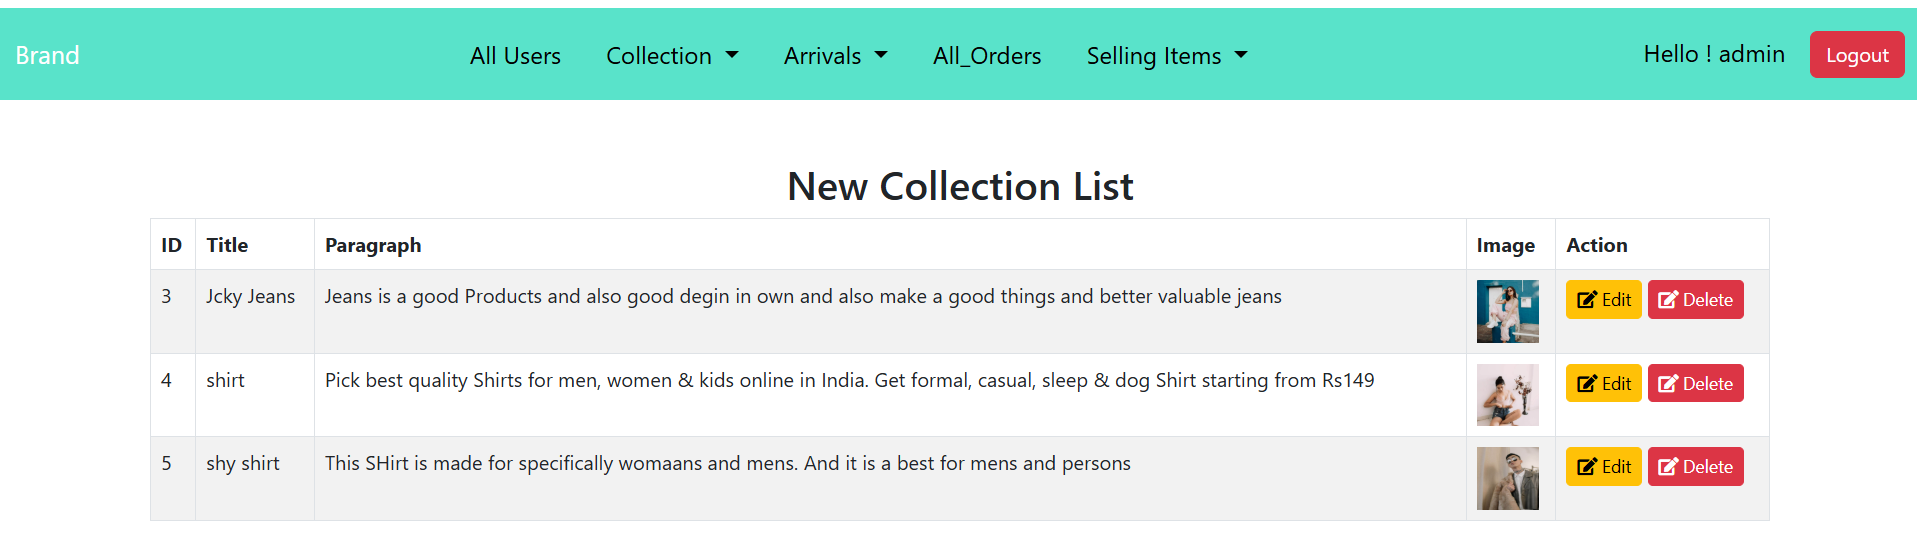 Brand All Users Collection Arrivals All_Orders Selling Items Hello ! admin Logout
New Collection List
ID Title Paragraph Image Action
3 Jcky Jeans Jeans is a good Products and also good degin in own and also make a good things and better valuable jeans Edit Delete
4 shirt Pick best quality Shirts for men, women & kids online in India. Get formal, casual, sleep & dog Shirt starting from Rs149 Edit Delete
5 shy shirt This SHirt is made for specifically womaans and mens. And it is a best for mens and persons Edit Delete